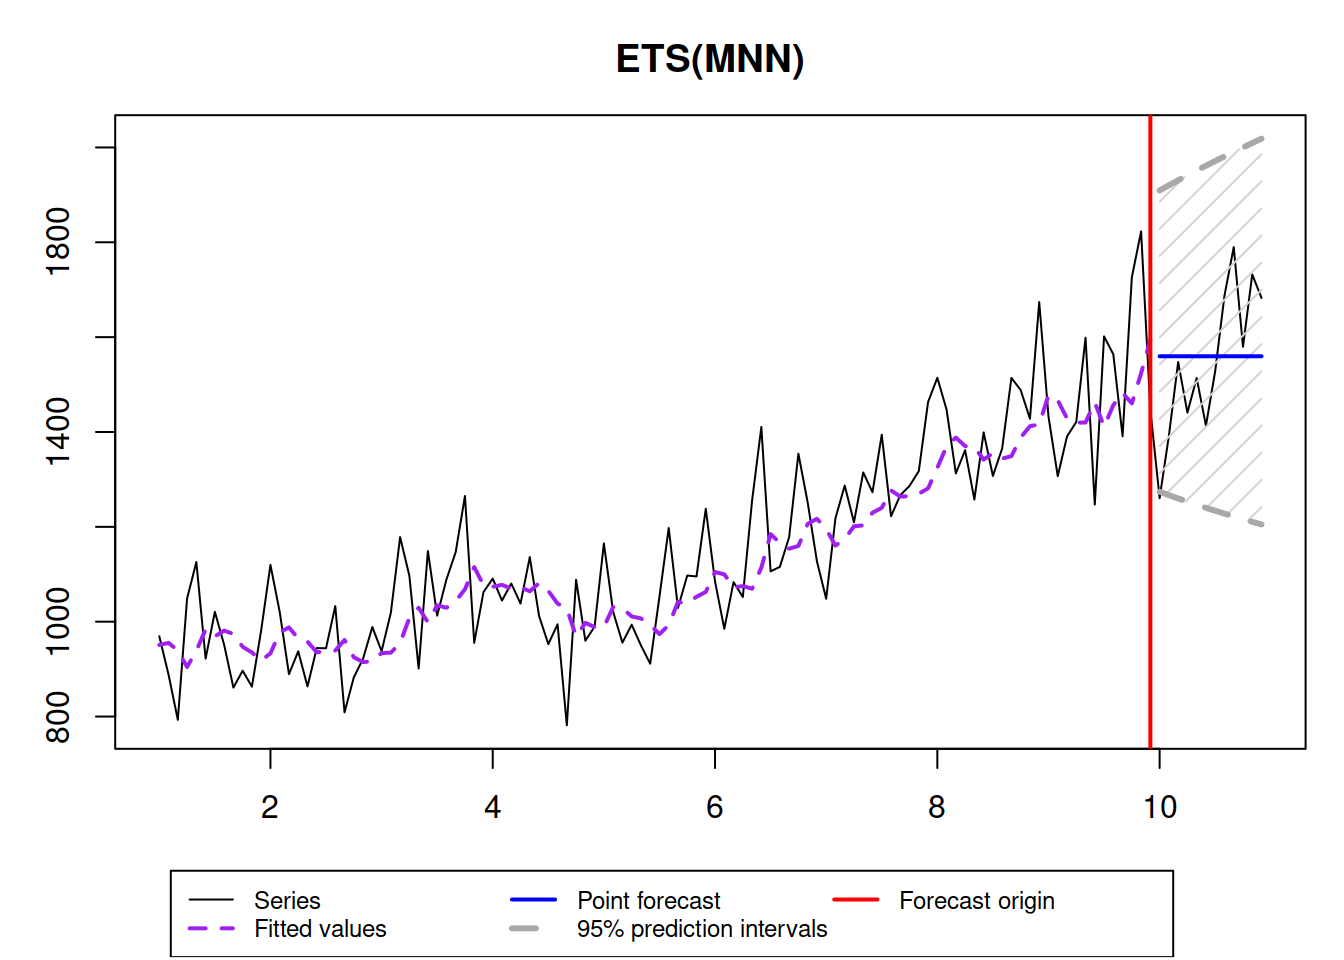 ETS(MNN)
1800
1400
1000
800
2 4 6 8 10
Series Point forecast Forecast origin
Fitted values 95% prediction intervals